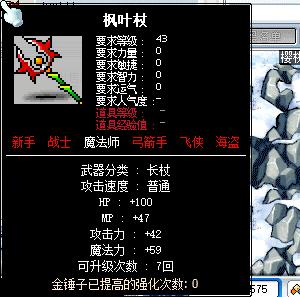 枫叶杖
要求等级: 43
要求力量: -
要求敏捷: -
要求智力: -
要求运气: -
要求人气度: -
道具等级: -
道具经验值: -
新手 战士 魔法师 弓箭手 飞侠 海盗
武器分类: 长杖
攻击速度: 普通
HP: +100
MP: +47
攻击力: +42
魔法力: +59
可升级次数: 7回
金锤子已提高的强化次数: 0
575